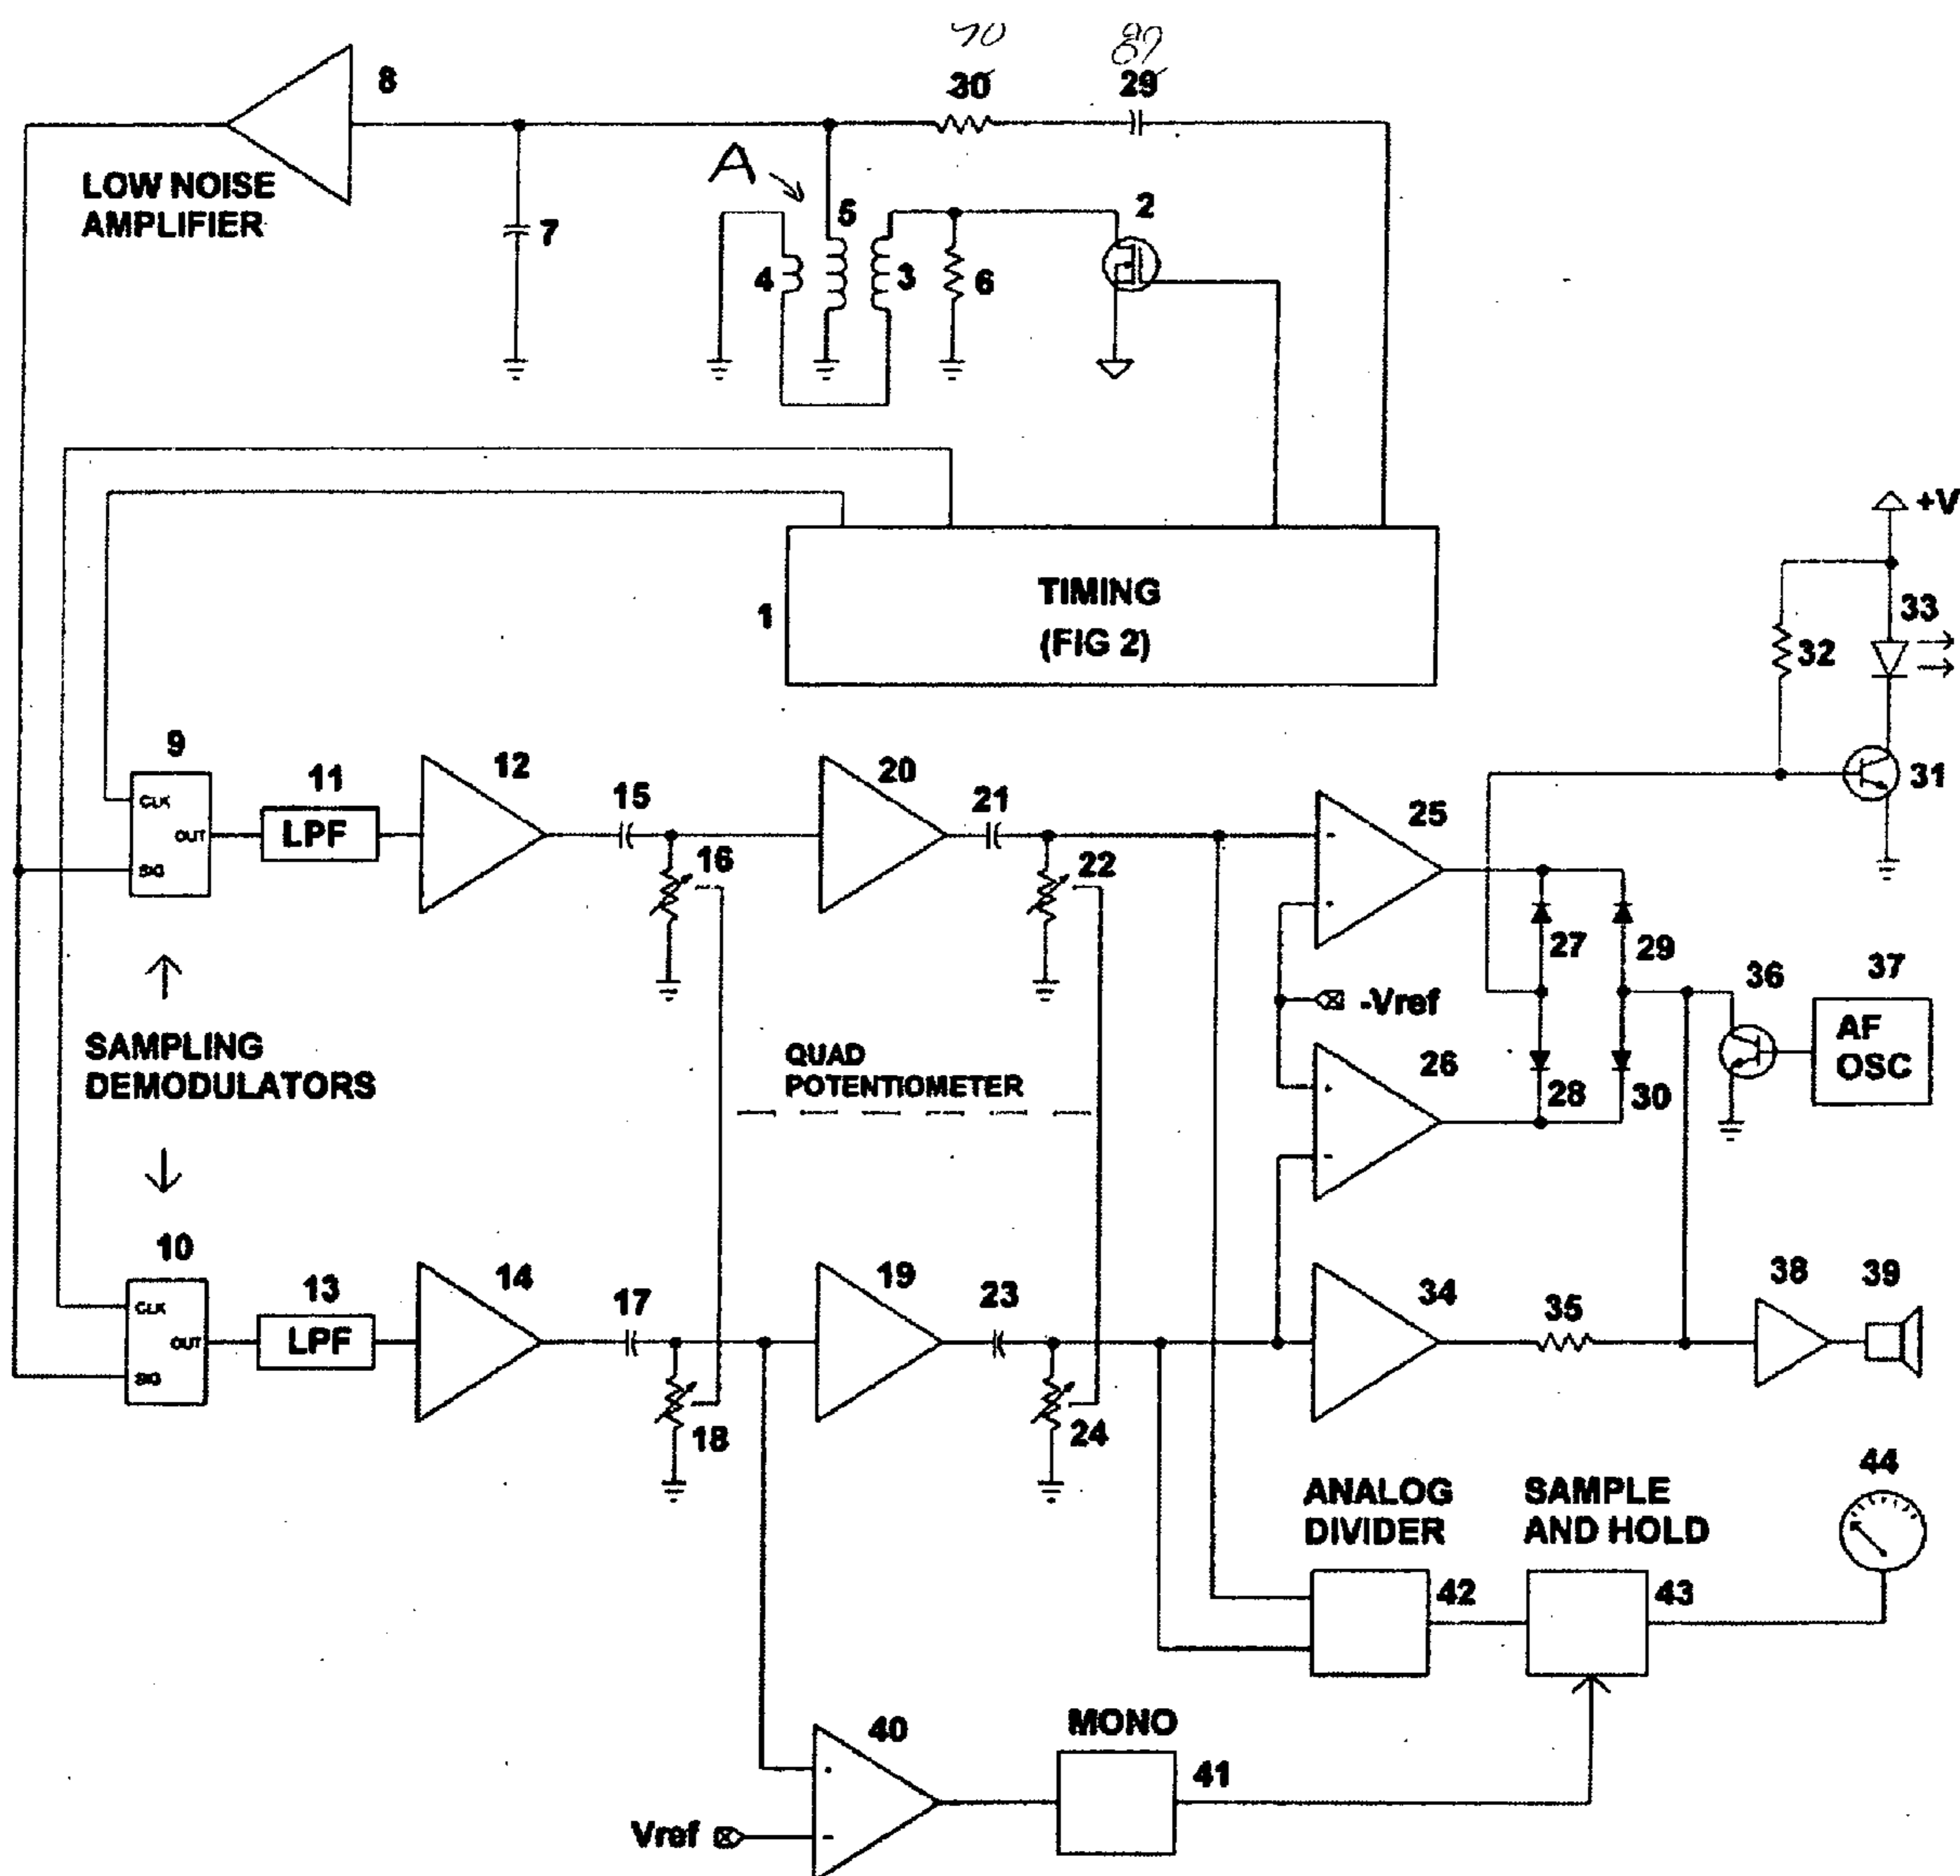 8
30
29
A
LOW NOISE
AMPLIFIER
7
4
5
3
6
2
1
TIMING
(FIG 2)
+V
33
32
31
9
CLK
OUT
SIG
11
LPF
12
15
16
20
21
22
25
27
29
-Vref
36
37
AF
OSC
SAMPLING
DEMODULATORS
QUAD
POTENTIOMETER
26
28
30
10
CLK
OUT
SIG
13
LPF
14
17
18
19
23
24
34
35
38
39
ANALOG
DIVIDER
SAMPLE
AND HOLD
44
42
43
40
MONO
41
Vref
+
-